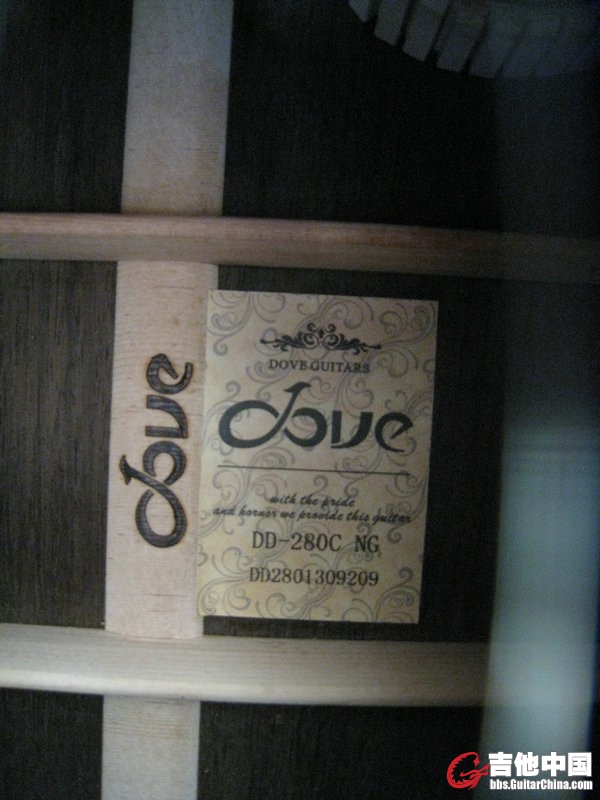 DOVE GUITARS
dove
dove
with the pride
and hornor we provide this guitar
DD-280C NG
DD2801309209
吉他中国
bbs.GuitarChina.com